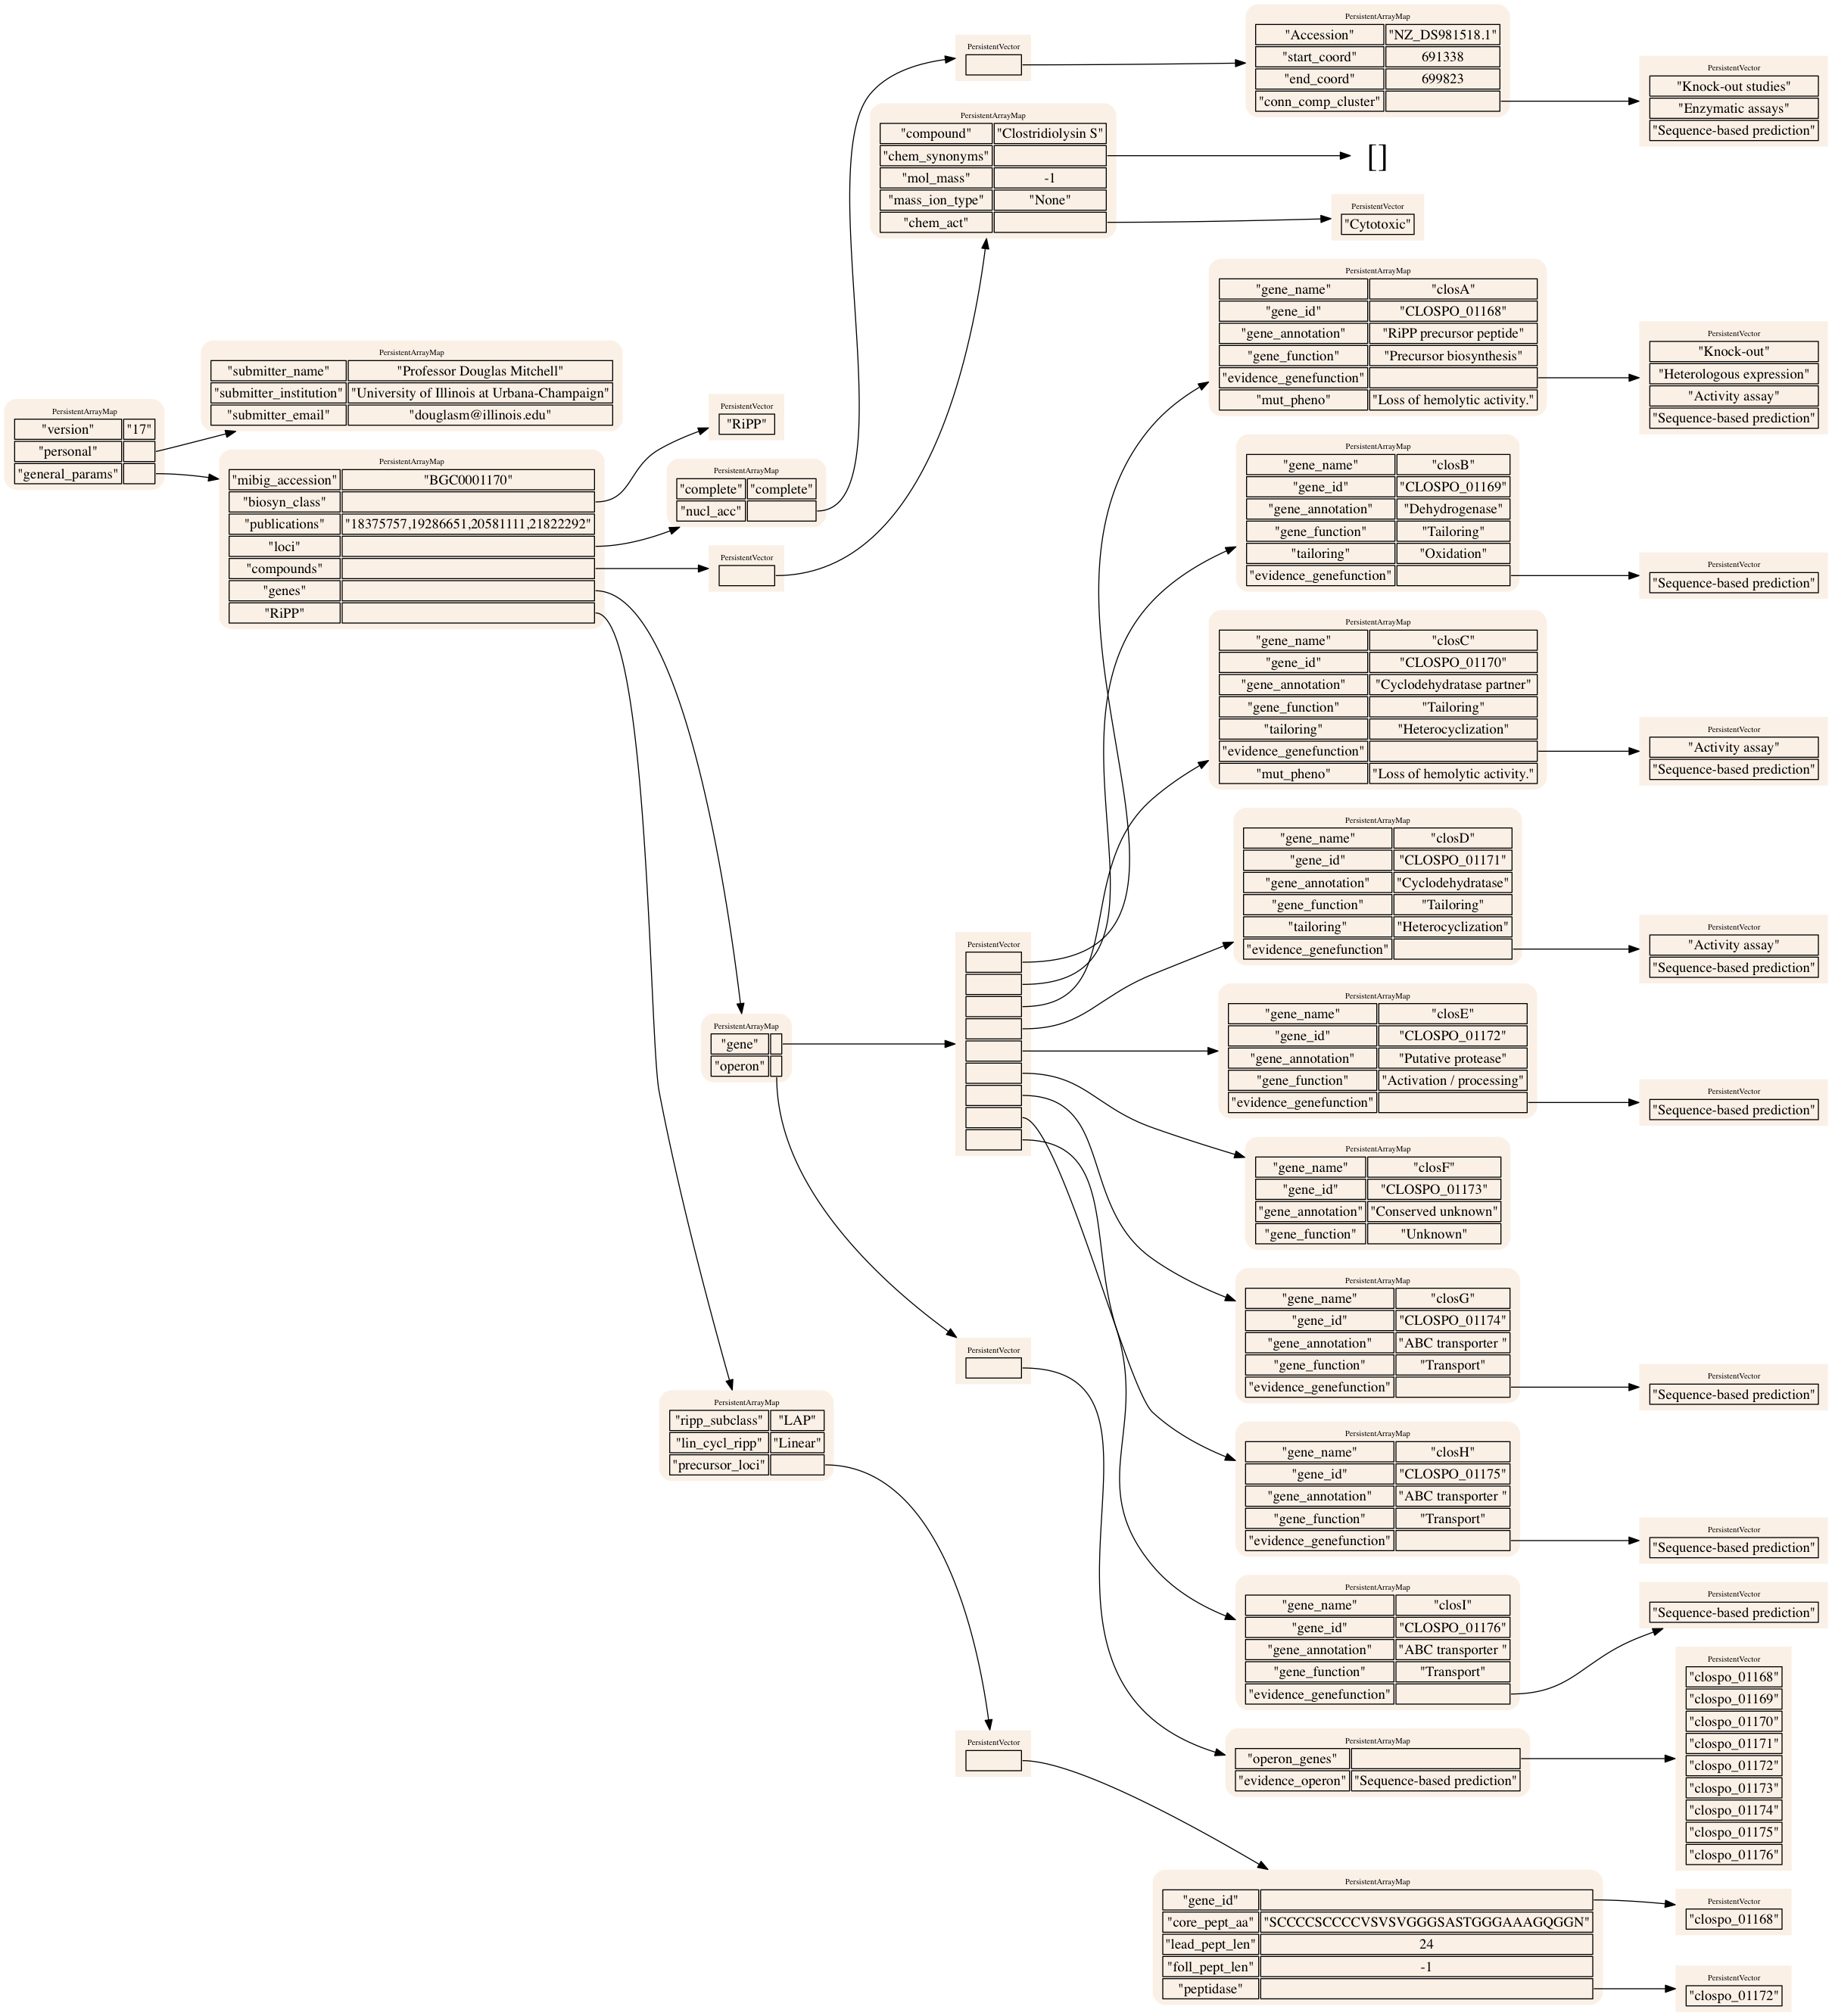 PersistentArrayMap
"version" "17"
"personal"
"general_params"
PersistentArrayMap
"submitter_name" "Professor Douglas Mitchell"
"submitter_institution" "University of Illinois at Urbana-Champaign"
"submitter_email" "douglasm@illinois.edu"
PersistentArrayMap
"mibig_accession" "BGC0001170"
"biosyn_class"
"publications" "18375757,19286651,20581111,21822292"
"loci"
"compounds"
"genes"
"RiPP"
PersistentVector
"RiPP"
PersistentArrayMap
"complete" "complete"
"nucl_acc"
PersistentVector
PersistentArrayMap
"gene"
"operon"
PersistentArrayMap
"ripp_subclass" "LAP"
"lin_cycl_ripp" "Linear"
"precursor_loci"
PersistentVector
PersistentArrayMap
"compound" "Clostridiolysin S"
"chem_synonyms"
"mol_mass" -1
"mass_ion_type" "None"
"chem_act"
PersistentVector
PersistentVector
PersistentVector
PersistentArrayMap
"Accession" "NZ_DS981518.1"
"start_coord" 691338
"end_coord" 699823
"conn_comp_cluster"
[]
PersistentVector
"Cytotoxic"
PersistentArrayMap
"gene_name" "closA"
"gene_id" "CLOSPO_01168"
"gene_annotation" "RiPP precursor peptide"
"gene_function" "Precursor biosynthesis"
"evidence_genefunction"
"mut_pheno" "Loss of hemolytic activity."
PersistentArrayMap
"gene_name" "closB"
"gene_id" "CLOSPO_01169"
"gene_annotation" "Dehydrogenase"
"gene_function" "Tailoring"
"tailoring" "Oxidation"
"evidence_genefunction"
PersistentArrayMap
"gene_name" "closC"
"gene_id" "CLOSPO_01170"
"gene_annotation" "Cyclodehydratase partner"
"gene_function" "Tailoring"
"tailoring" "Heterocyclization"
"evidence_genefunction"
"mut_pheno" "Loss of hemolytic activity."
PersistentArrayMap
"gene_name" "closD"
"gene_id" "CLOSPO_01171"
"gene_annotation" "Cyclodehydratase"
"gene_function" "Tailoring"
"tailoring" "Heterocyclization"
"evidence_genefunction"
PersistentArrayMap
"gene_name" "closE"
"gene_id" "CLOSPO_01172"
"gene_annotation" "Putative protease"
"gene_function" "Activation / processing"
"evidence_genefunction"
PersistentArrayMap
"gene_name" "closF"
"gene_id" "CLOSPO_01173"
"gene_annotation" "Conserved unknown"
"gene_function" "Unknown"
PersistentArrayMap
"gene_name" "closG"
"gene_id" "CLOSPO_01174"
"gene_annotation" "ABC transporter "
"gene_function" "Transport"
"evidence_genefunction"
PersistentArrayMap
"gene_name" "closH"
"gene_id" "CLOSPO_01175"
"gene_annotation" "ABC transporter "
"gene_function" "Transport"
"evidence_genefunction"
PersistentArrayMap
"gene_name" "closI"
"gene_id" "CLOSPO_01176"
"gene_annotation" "ABC transporter "
"gene_function" "Transport"
"evidence_genefunction"
PersistentArrayMap
"operon_genes"
"evidence_operon" "Sequence-based prediction"
PersistentArrayMap
"gene_id"
"core_pept_aa" "SCCCCSCCCCVSVSVGGGSASTGGGAAAGQGGN"
"lead_pept_len" 24
"foll_pept_len" -1
"peptidase"
PersistentVector
PersistentVector
"Knock-out studies"
"Enzymatic assays"
"Sequence-based prediction"
PersistentVector
"Knock-out"
"Heterologous expression"
"Activity assay"
"Sequence-based prediction"
PersistentVector
"Sequence-based prediction"
PersistentVector
"Activity assay"
"Sequence-based prediction"
PersistentVector
"Activity assay"
"Sequence-based prediction"
PersistentVector
"Sequence-based prediction"
PersistentVector
"Sequence-based prediction"
PersistentVector
"Sequence-based prediction"
PersistentVector
"Sequence-based prediction"
PersistentVector
"clospo_01168"
"clospo_01169"
"clospo_01170"
"clospo_01171"
"clospo_01172"
"clospo_01173"
"clospo_01174"
"clospo_01175"
"clospo_01176"
PersistentVector
"clospo_01168"
PersistentVector
"clospo_01172"